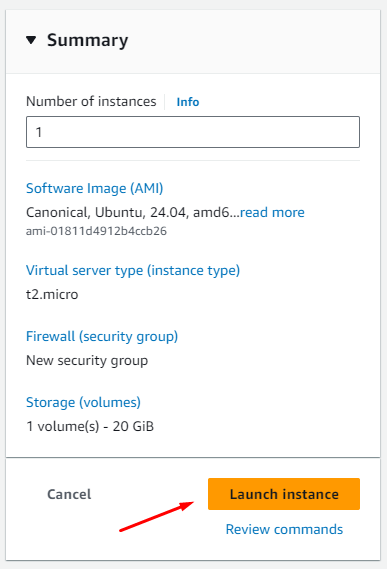 Summary
Number of instances Info
1
Software Image (AMI)
Canonical, Ubuntu, 24.04, amd6...read more
ami-01811d4912b4ccb26
Virtual server type (instance type)
t2.micro
Firewall (security group)
New security group
Storage (volumes)
1 volume(s) - 20 GiB
Cancel
Launch instance
Review commands